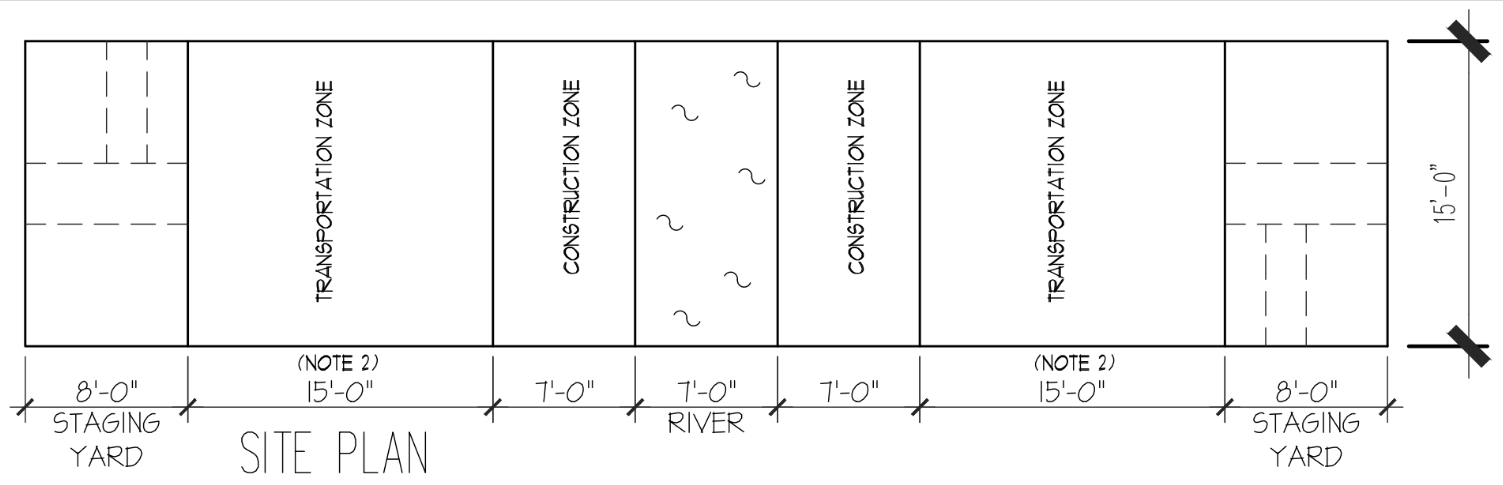 TRANSPORTATION ZONE
CONSTRUCTION ZONE
CONSTRUCTION ZONE
TRANSPORTATION ZONE
15'-0"
(NOTE 2)
(NOTE 2)
8'-0"
15'-0"
7'-0"
7'-0"
7'-0"
15'-0"
8'-0"
STAGING
YARD
RIVER
STAGING
YARD
SITE PLAN